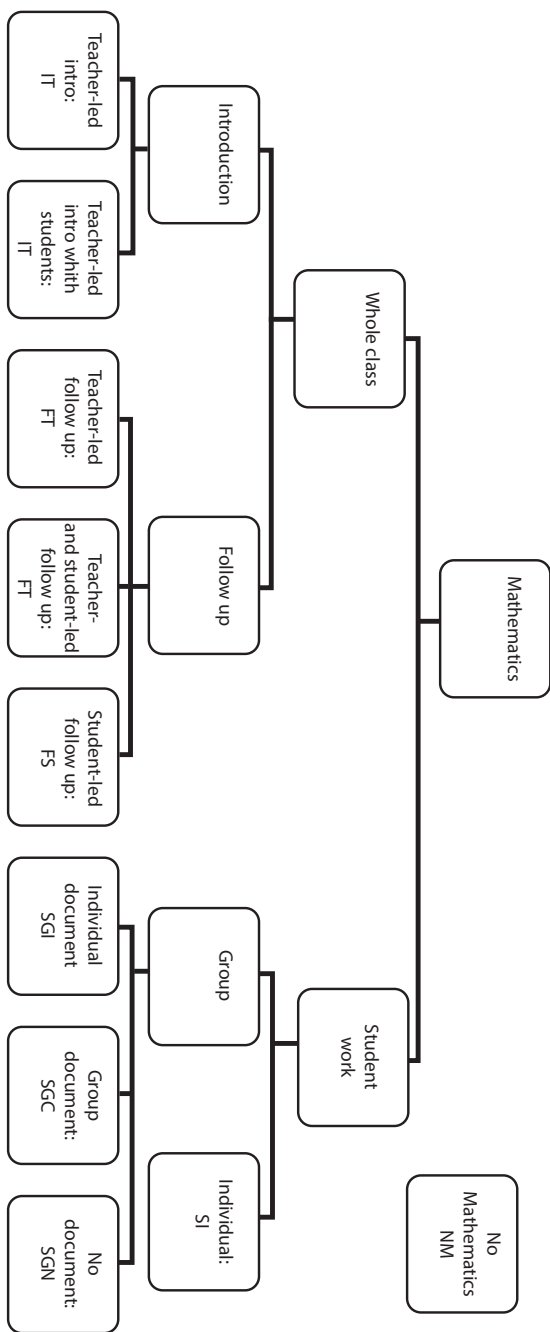 Mathematics
No
Mathematics
NM
Whole class
Student
work
Introduction
Follow up
Group
Individual:
SI
Teacher-led
intro:
IT
Teacher-led
intro whith
students:
IT
Teacher-led
follow up:
FT
Teacher-
and student-led
follow up:
FT
Student-led
follow up:
FS
Individual
document
SGI
Group
document:
SGC
No
document:
SGN